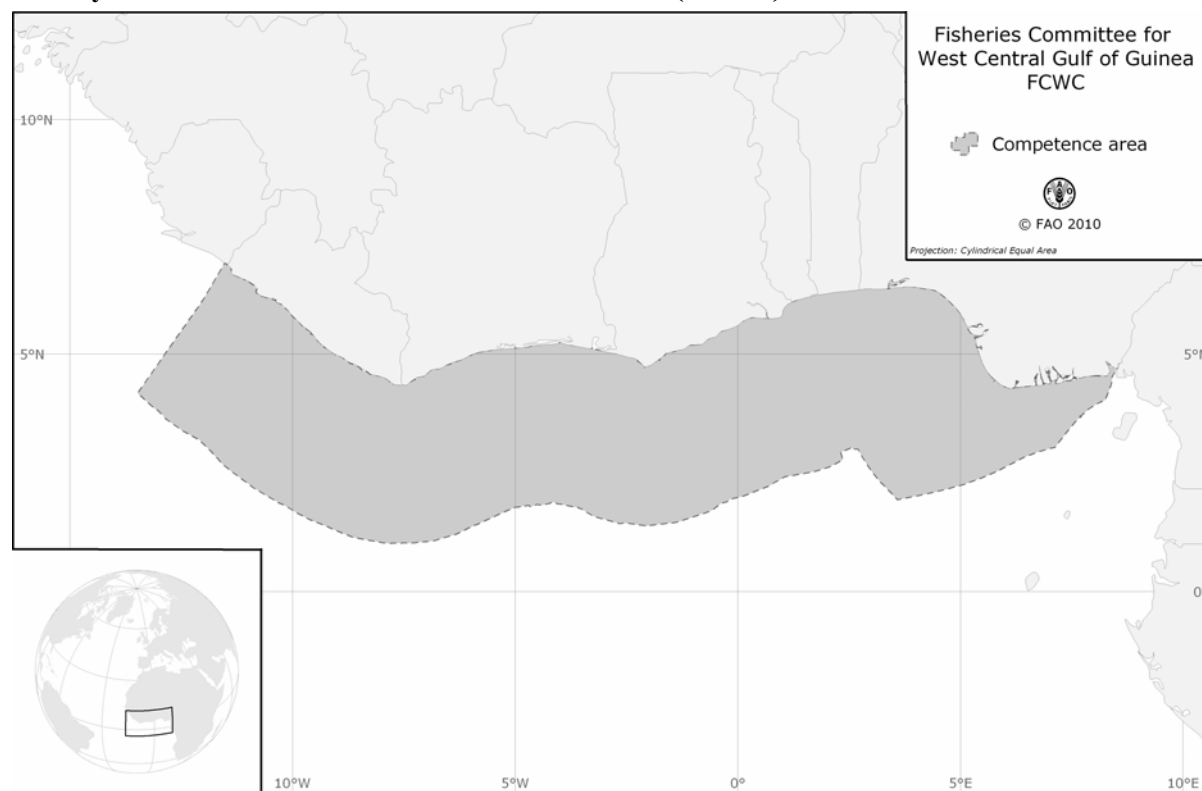 Fisheries Committee for
West Central Gulf of Guinea
FCWC
Competence area
F A O
© FAO 2010
Projection: Cylindrical Equal Area
10°N
5°N
5°N
0
10°W
5°W
0°
5°E
10°E